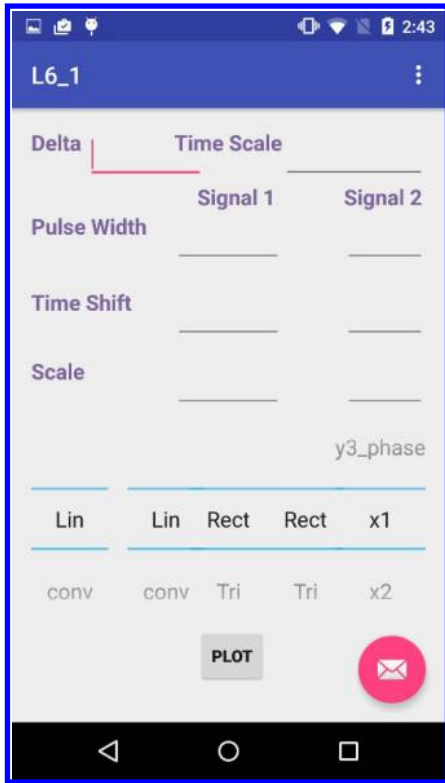 2:43
L6_1
Delta Time Scale
Signal 1 Signal 2
Pulse Width
Time Shift
Scale
y3_phase
Lin Lin Rect Rect x1
conv conv Tri Tri x2
PLOT